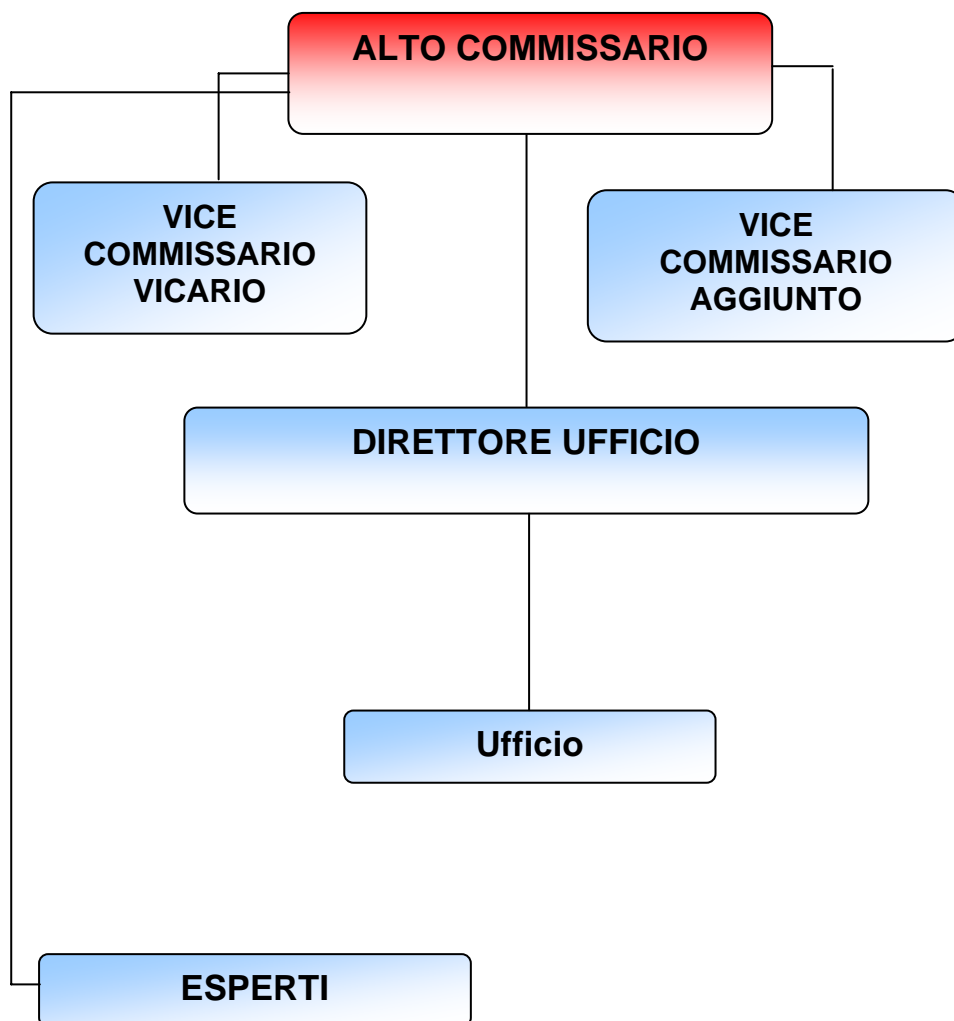 ALTO COMMISSARIO
VICE
COMMISSARIO
VICARIO
VICE
COMMISSARIO
AGGIUNTO
DIRETTORE UFFICIO
Ufficio
ESPERTI